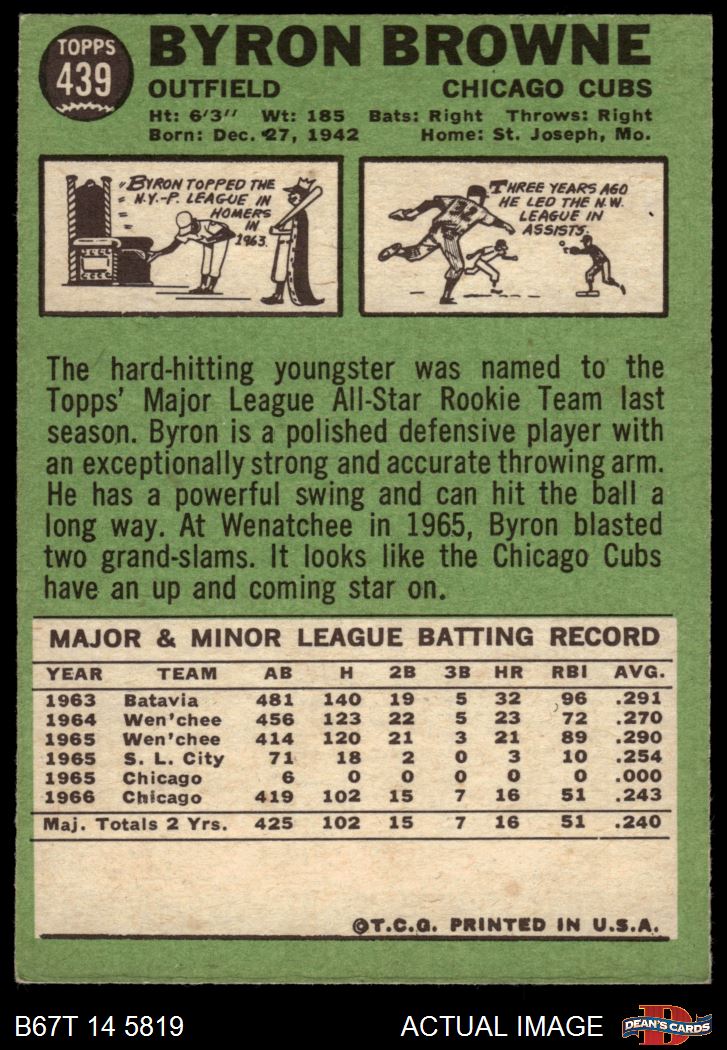 TOPPS
439
BYRON BROWNE
OUTFIELD CHICAGO CUBS
Ht: 6'3" Wt: 185 Bats: Right Throws: Right
Born: Dec. 27, 1942 Home: St. Joseph, Mo.
BYRON TOPPED THE
N.Y.-P. LEAGUE IN
HOMERS
IN
1963.
THREE YEARS AGO
HE LED THE N.W.
LEAGUE IN
ASSISTS.
32
The hard-hitting youngster was named to the
Topps' Major League All-Star Rookie Team last
season. Byron is a polished defensive player with
an exceptionally strong and accurate throwing arm.
He has a powerful swing and can hit the ball a
long way. At Wenatchee in 1965, Byron blasted
two grand-slams. It looks like the Chicago Cubs
have an up and coming star on.
MAJOR & MINOR LEAGUE BATTING RECORD
YEAR TEAM AB H 2B 3B HR RBI AVG.
1963 Batavia 481 140 19 5 32 96 .291
1964 Wen'chee 456 123 22 5 23 72 .270
1965 Wen'chee 414 120 21 3 21 89 .290
1965 S. L. City 71 18 2 0 3 10 .254
1965 Chicago 6 0 0 0 0 0 .000
1966 Chicago 419 102 15 7 16 51 .243
Maj. Totals 2 Yrs. 425 102 15 7 16 51 .240
©T.C.G. PRINTED IN U.S.A.
B67T 14 5819 ACTUAL IMAGE
D
DEAN'S CARDS